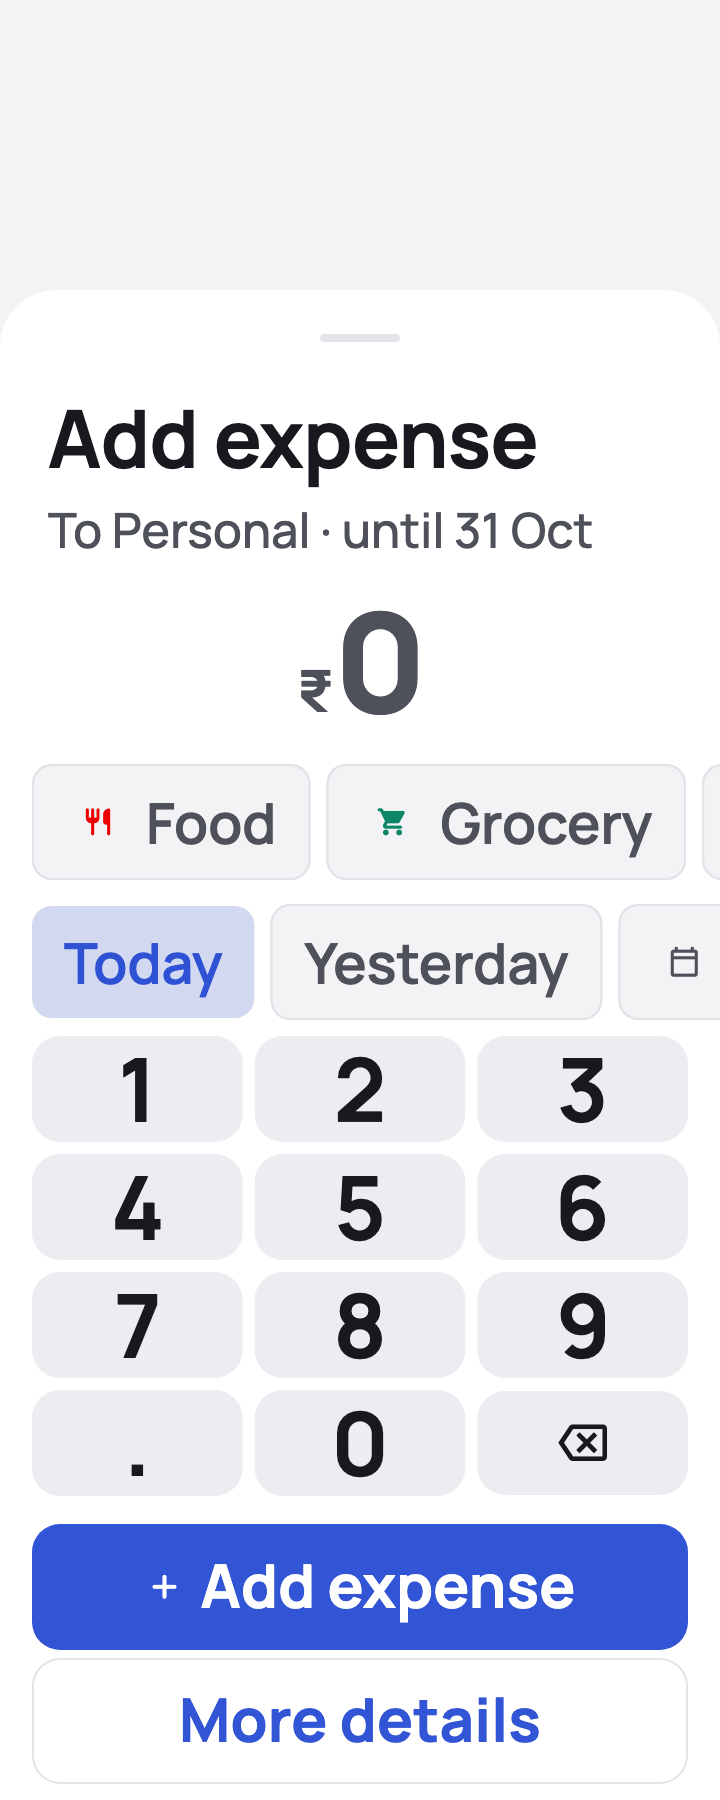 Add expense
To Personal · until 31 Oct
₹0
Food Grocery
Today Yesterday
1 2 3
4 5 6
7 8 9
. 0
+ Add expense
More details